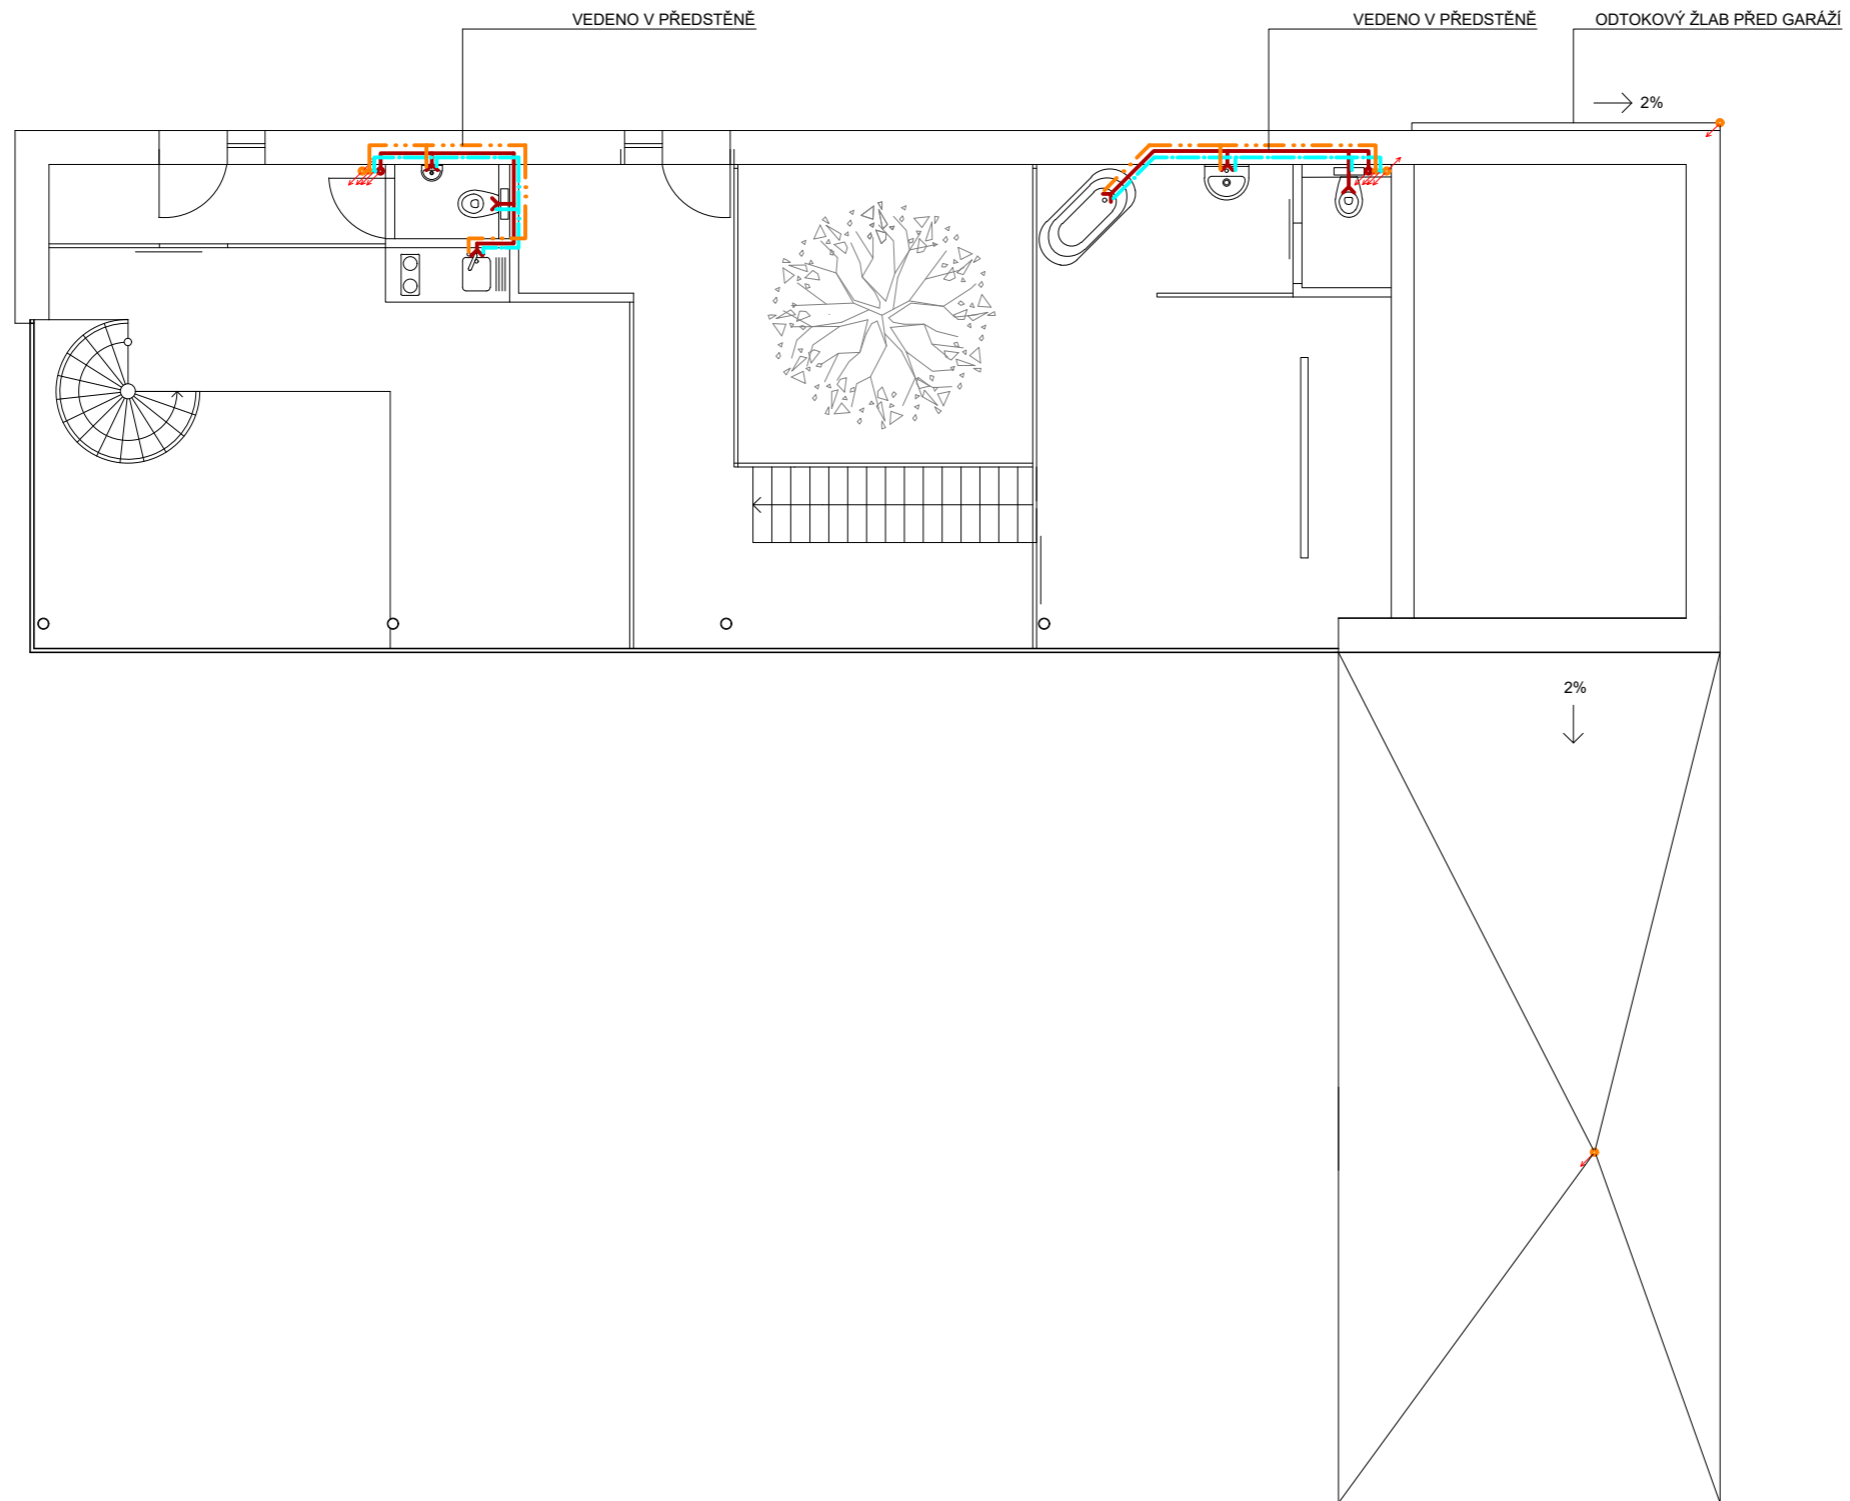 VEDENO V PŘEDSTĚNĚ
VEDENO V PŘEDSTĚNĚ
ODTOKOVÝ ŽLAB PŘED GARÁŽÍ
2%
2%